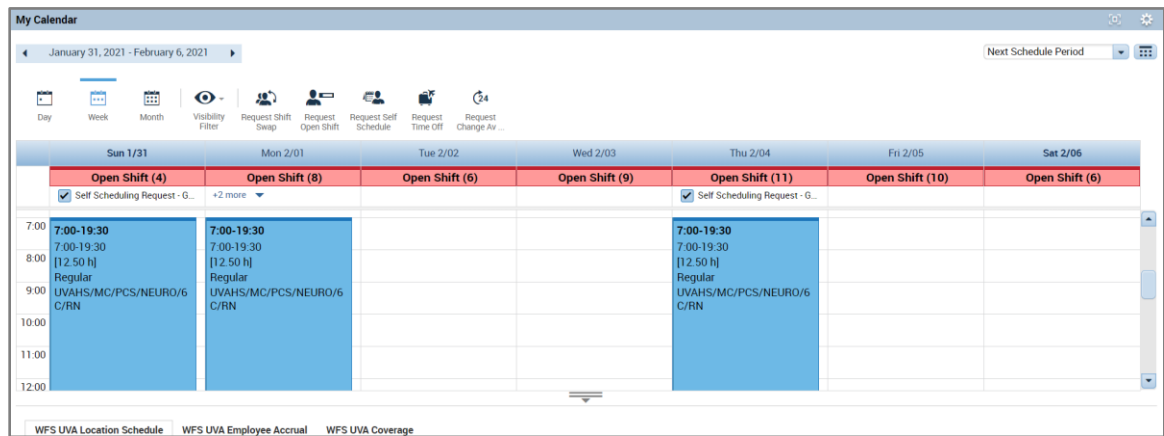 My Calendar
January 31, 2021 - February 6, 2021
Next Schedule Period
Day
Week
Month
Visibility
Filter
Request Shift
Swap
Request
Open Shift
Request Self
Schedule
Request
Time Off
24
Request
Change Av ...
Sun 1/31
Mon 2/01
Tue 2/02
Wed 2/03
Thu 2/04
Fri 2/05
Sat 2/06
Open Shift (4)
Open Shift (8)
Open Shift (6)
Open Shift (9)
Open Shift (11)
Open Shift (10)
Open Shift (6)
Self Scheduling Request - G...
+2 more
Self Scheduling Request - G...
7:00
8:00
9:00
10:00
11:00
12:00
7:00-19:30
7:00-19:30
[12.50 h]
Regular
UVAHS/MC/PCS/NEURO/6
C/RN
7:00-19:30
7:00-19:30
[12.50 h]
Regular
UVAHS/MC/PCS/NEURO/6
C/RN
7:00-19:30
7:00-19:30
[12.50 h]
Regular
UVAHS/MC/PCS/NEURO/6
C/RN
WFS UVA Location Schedule
WFS UVA Employee Accrual
WFS UVA Coverage